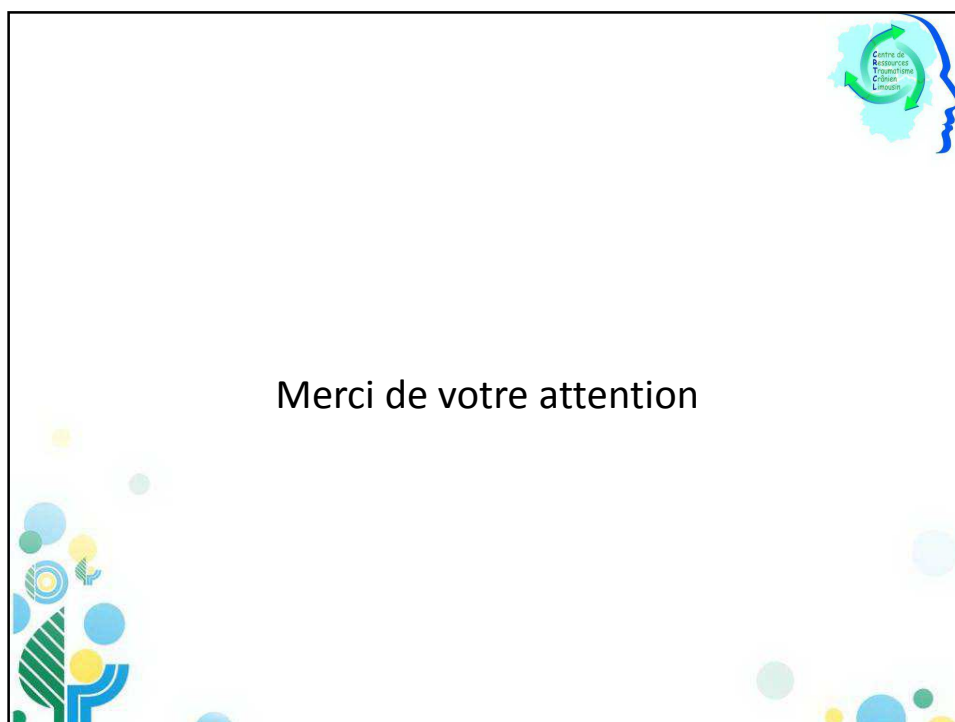 Centre de
Ressources
Traumatisme
Crânien
Limousin
Merci de votre attention